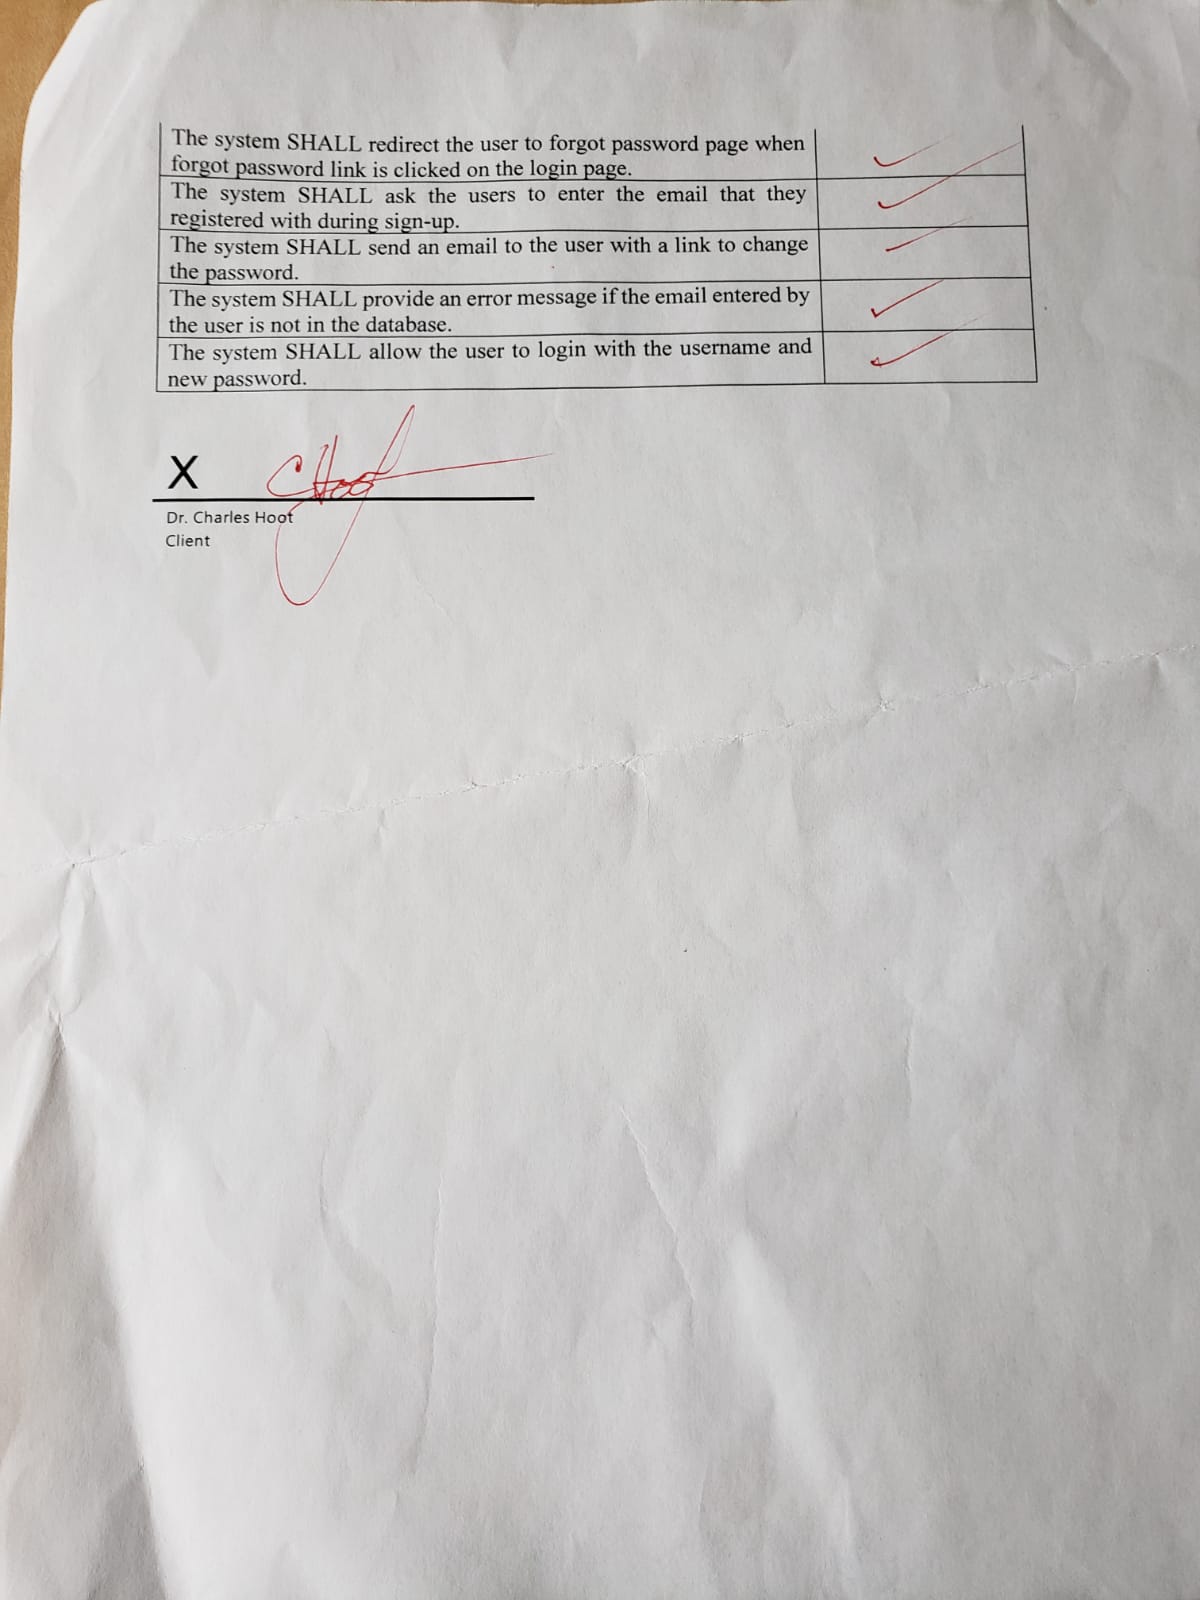 The system SHALL redirect the user to forgot password page when
forgot password link is clicked on the login page.
The system SHALL ask the users to enter the email that they
registered with during sign-up.
The system SHALL send an email to the user with a link to change
the password.
The system SHALL provide an error message if the email entered by
the user is not in the database.
The system SHALL allow the user to login with the username and
new password.
X CHoot
Dr. Charles Hoot
Client